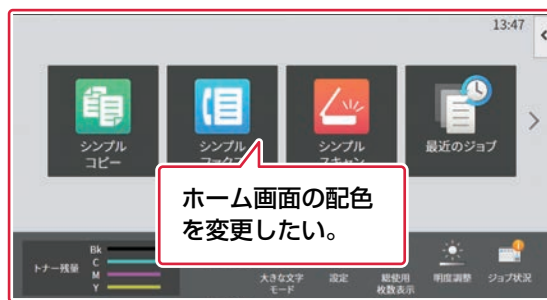 13:47
シンプル
コピー
シンプル
シンプル
最近のジョブ
ホーム画面の配色
を変更したい。
トナー残量
Bk
C
M
Y
大きな文字
モード
設定
総使用
枚数表示
明度調整
ジョブ状況